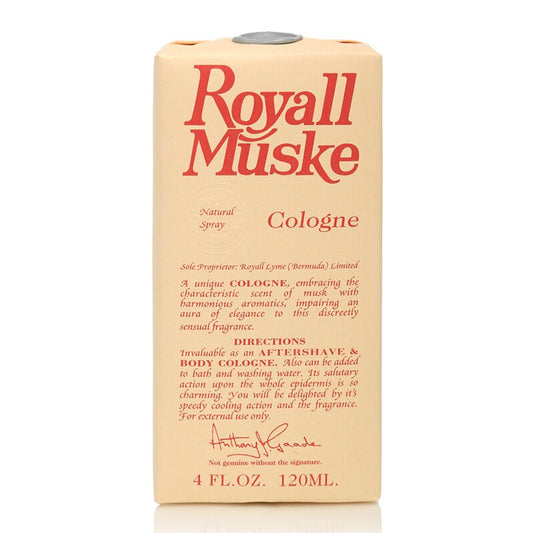 Royall
Muske
Natural
Spray
Cologne
Sole Proprietor: Royall Lyme (Bermuda) Limited
A unique COLOGNE, embracing the
characteristic scent of musk with
harmonious aromatics, impairing an
aura of elegance to this discreetly
sensual fragrance.
DIRECTIONS
Invaluable as an AFTERSHAVE &
BODY COLOGNE. Also can be added
to bath and washing water. Its salutary
action upon the whole epidermis is so
charming. You will be delighted by it's
speedy cooling action and the fragrance.
For external use only.
Anthony J Gaade
Not genuine without the signature.
4 FL.OZ. 120ML.